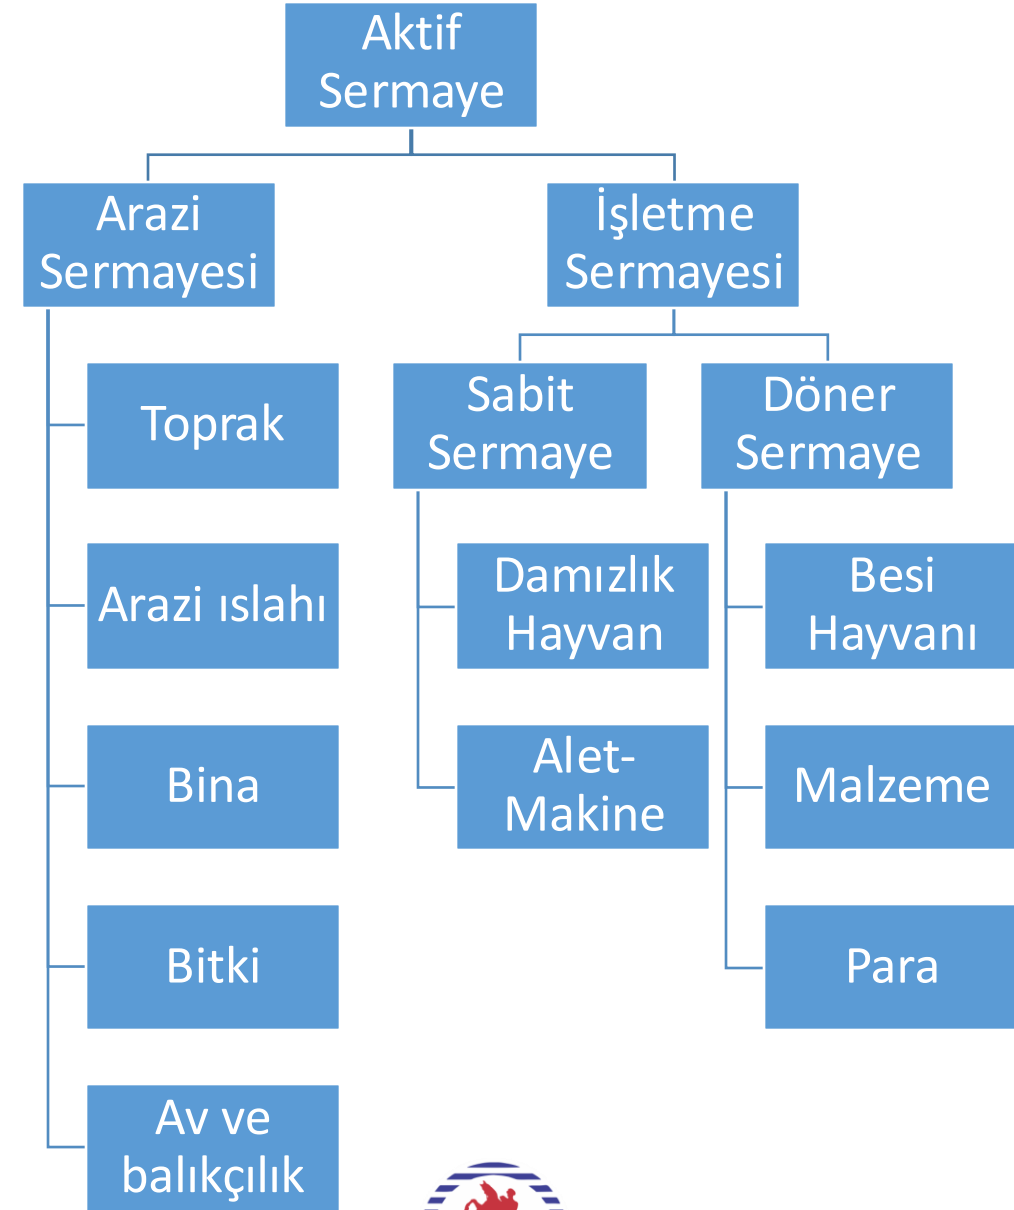 Aktif
Sermaye
Arazi
Sermayesi
İşletme
Sermayesi
Toprak
Sabit
Sermaye
Döner
Sermaye
Arazi ıslahı
Damızlık
Hayvan
Besi
Hayvanı
Bina
Alet-
Makine
Malzeme
Bitki
Para
Av ve
balıkçılık